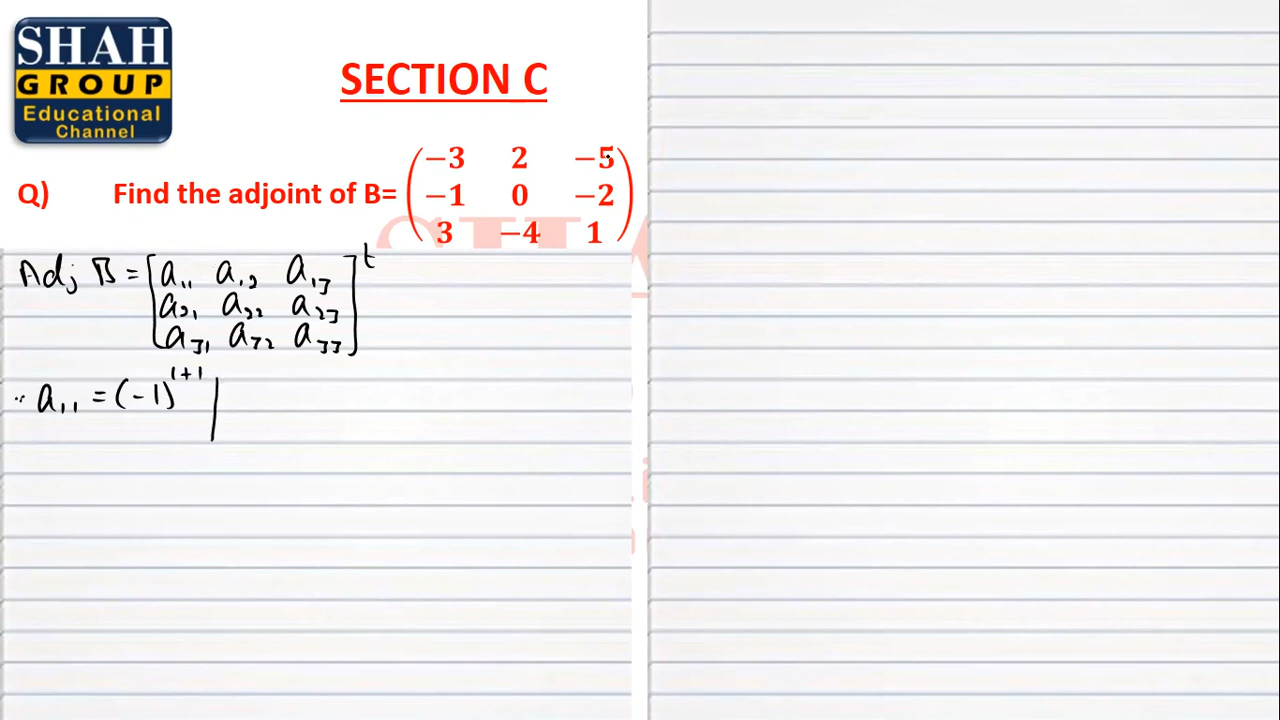 SHAH
GROUP
Educational
Channel
SECTION C
Q) Find the adjoint of B= (−3 2 −5
−1 0 −2
3 −4 1)
Adj B = [a₁₁ a₁₂ a₁₃
a₂₁ a₂₂ a₂₃
a₃₁ a₃₂ a₃₃]ᵗ
∵ a₁₁ = (-1)¹⁺¹ |